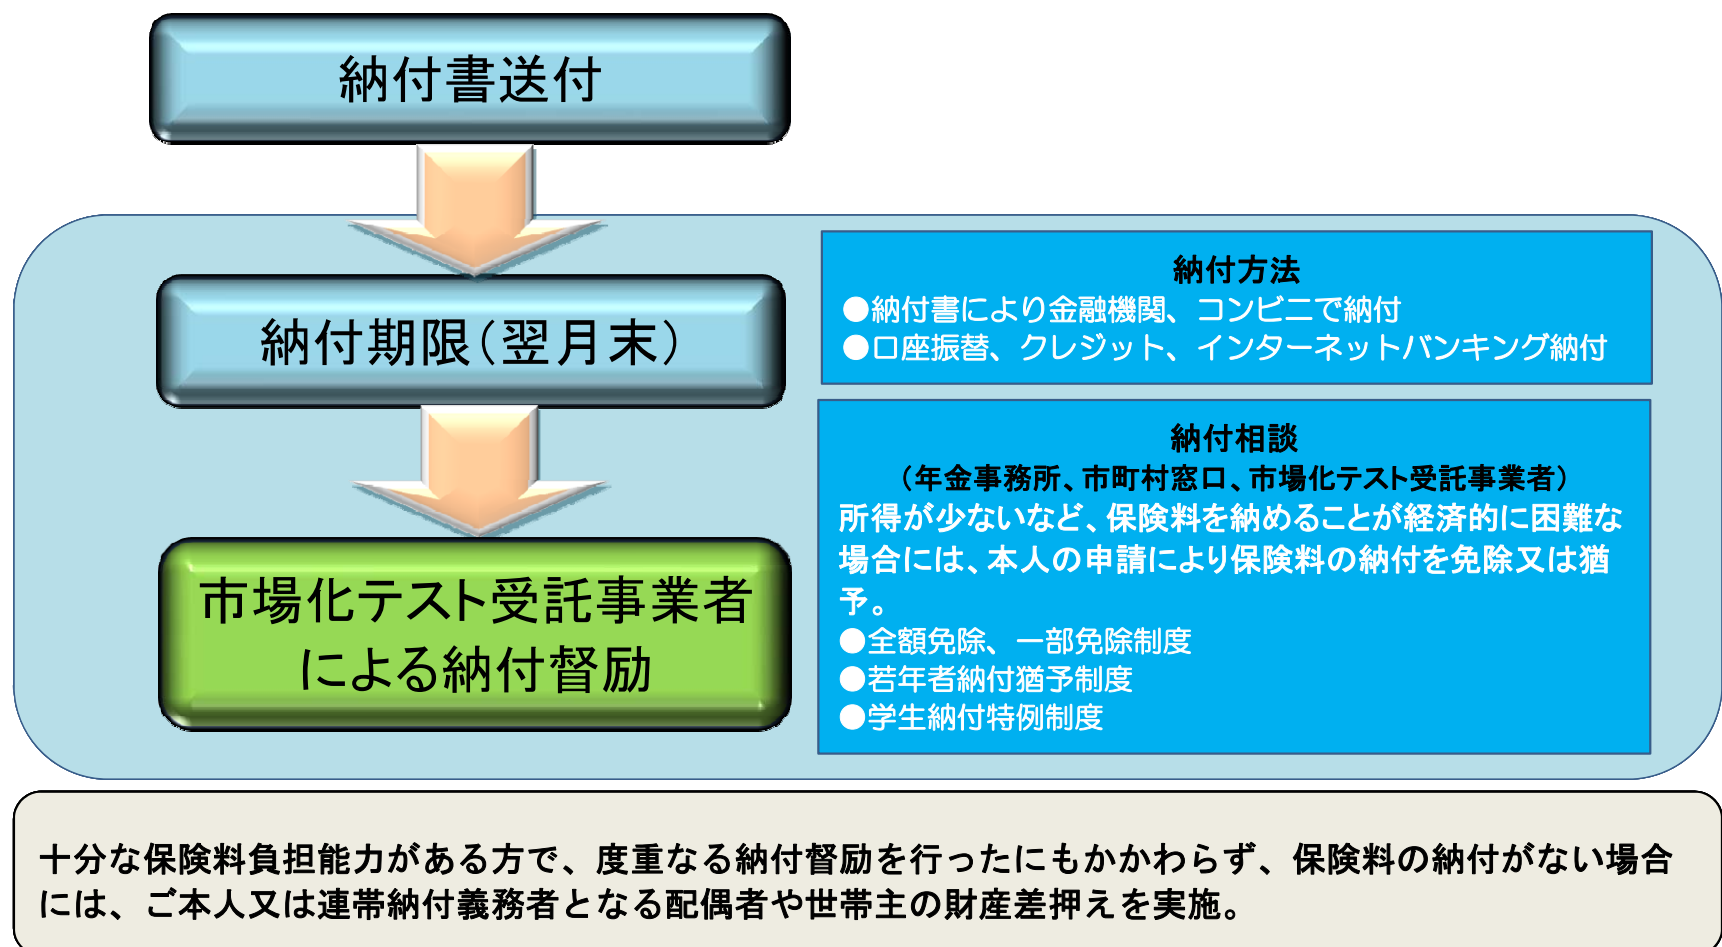 納付書送付
納付期限（翌月末）
市場化テスト受託事業者
による納付督励
納付方法
●納付書により金融機関、コンビニで納付
●口座振替、クレジット、インターネットバンキング納付
納付相談
（年金事務所、市町村窓口、市場化テスト受託事業者）
所得が少ないなど、保険料を納めることが経済的に困難な
場合には、本人の申請により保険料の納付を免除又は猶
予。
●全額免除、一部免除制度
●若年者納付猶予制度
●学生納付特例制度
十分な保険料負担能力がある方で、度重なる納付督励を行ったにもかかわらず、保険料の納付がない場合
には、ご本人又は連帯納付義務者となる配偶者や世帯主の財産差押えを実施。